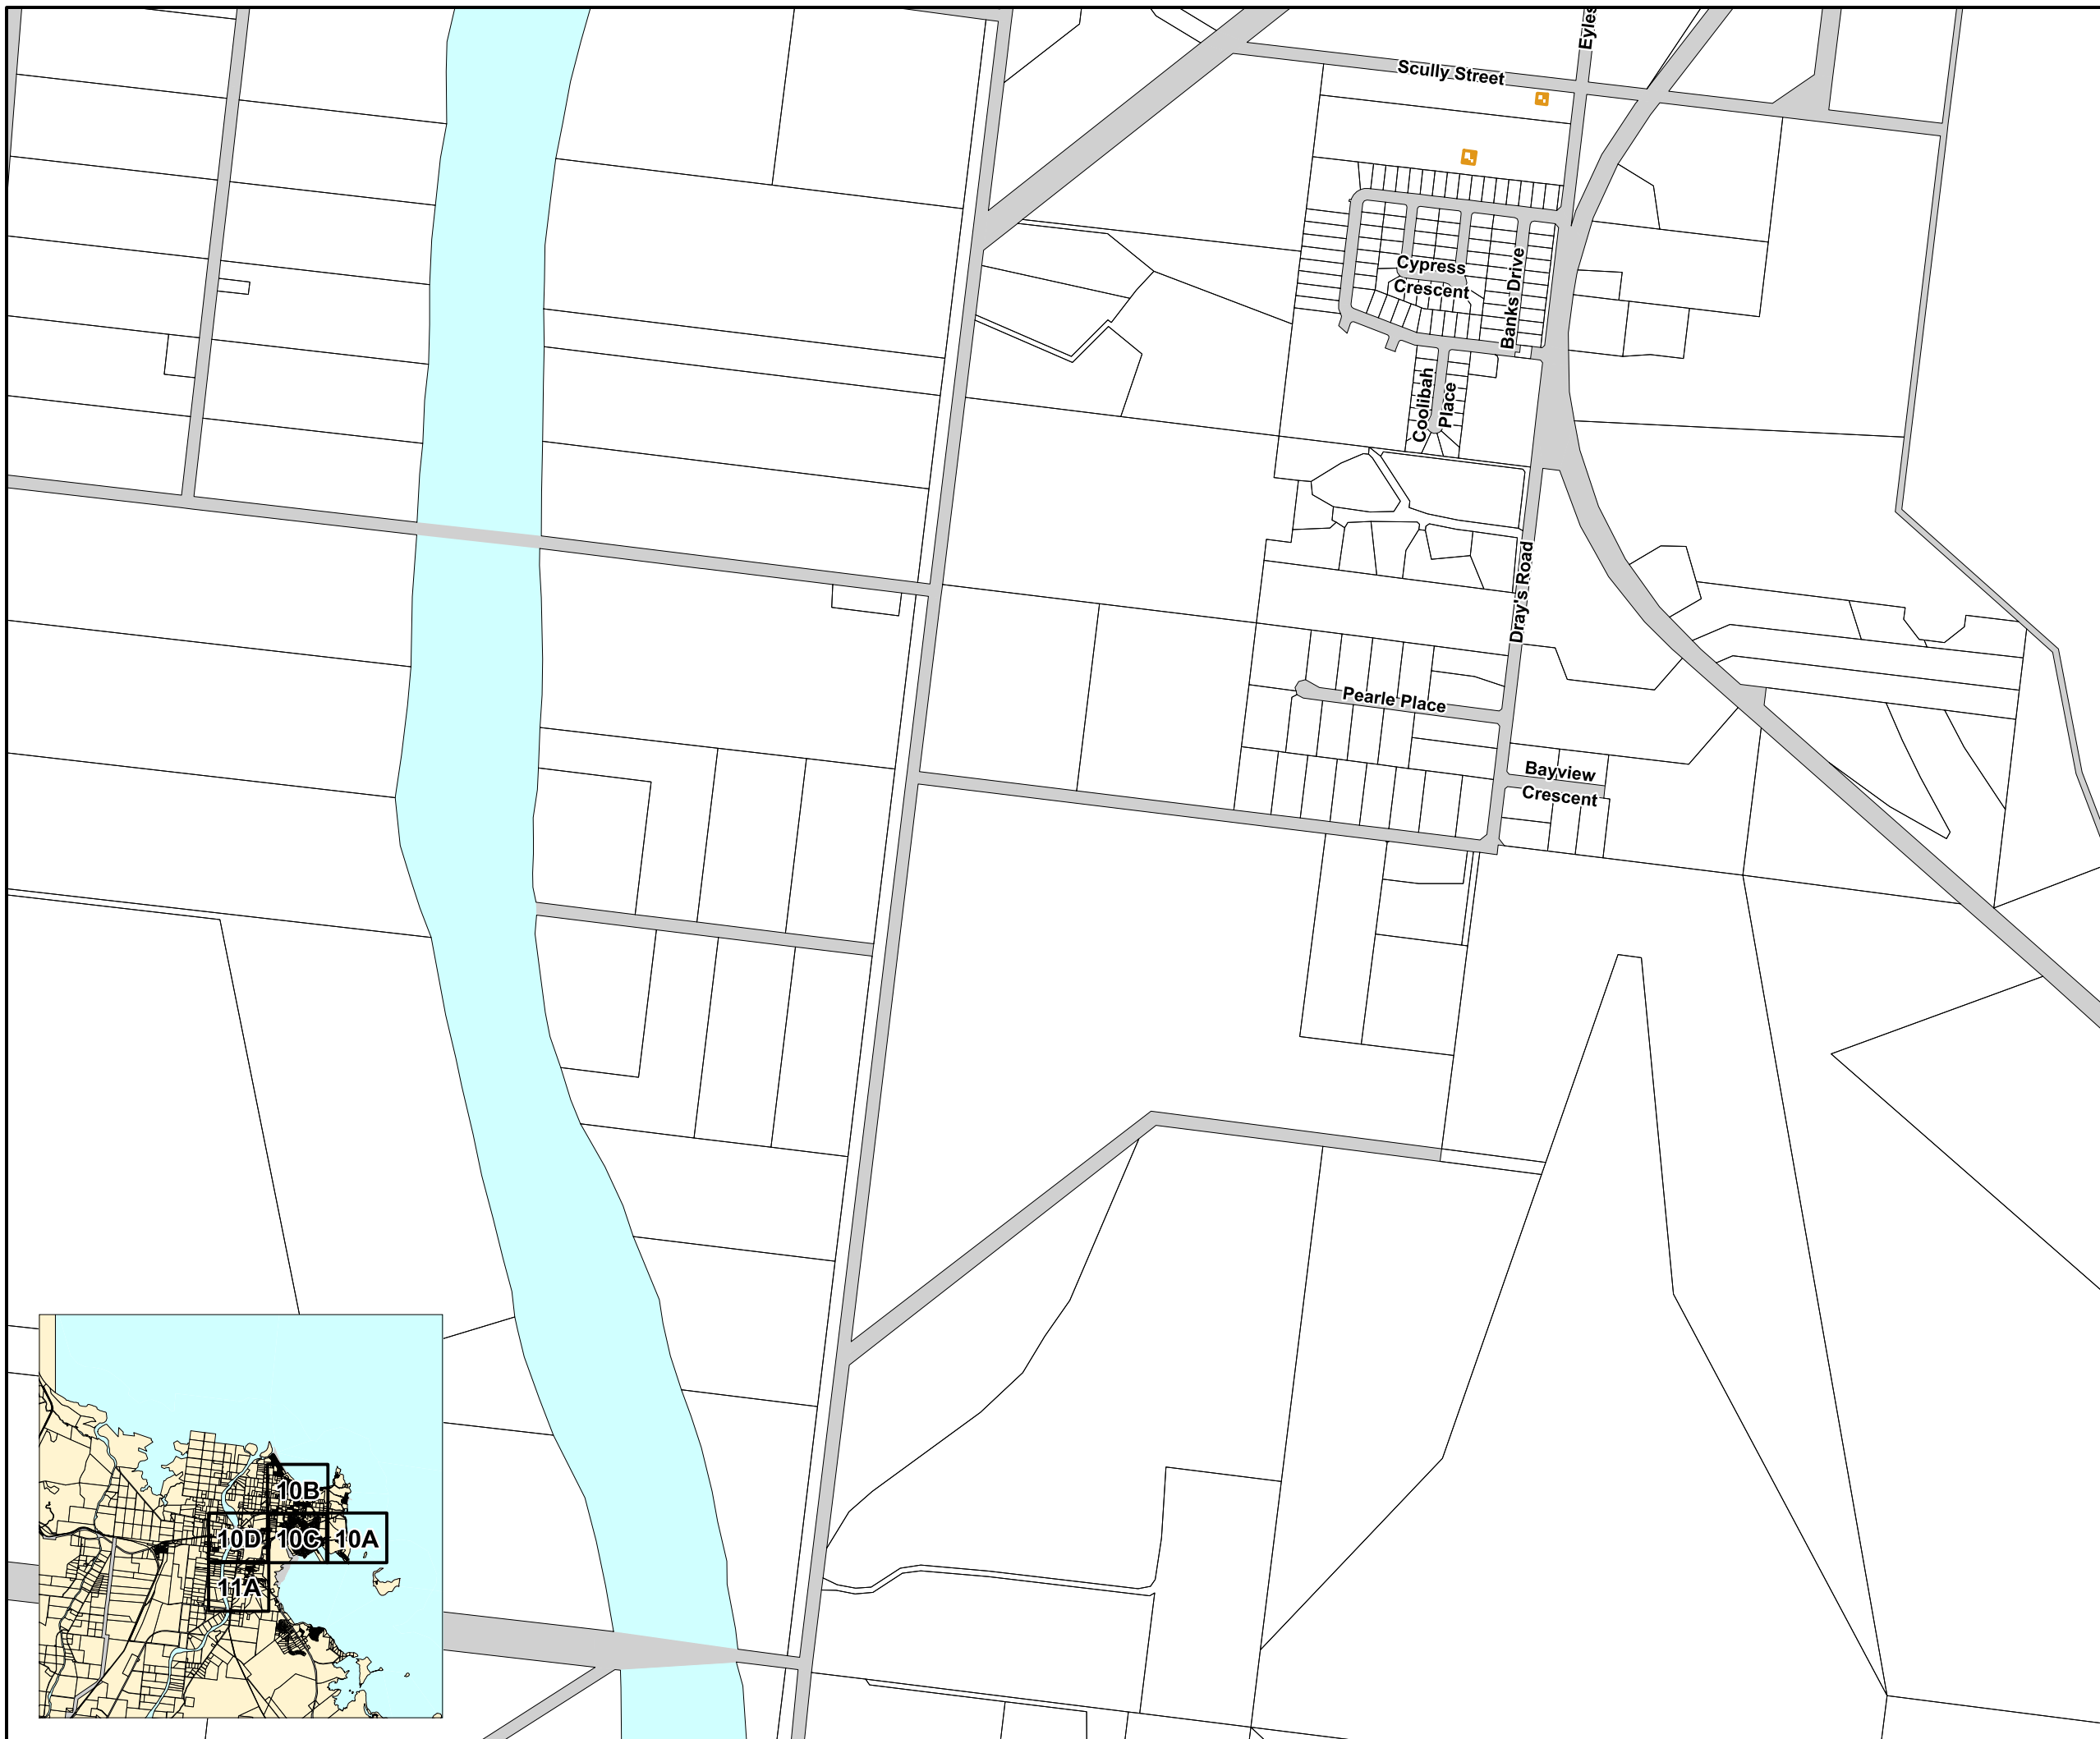 Eyles
Scully Street
Cypress
Crescent
Banks Drive
Coolibah
Place
Dray's Road
Pearle Place
Bayview
Crescent
10B
10D
10C
10A
11A